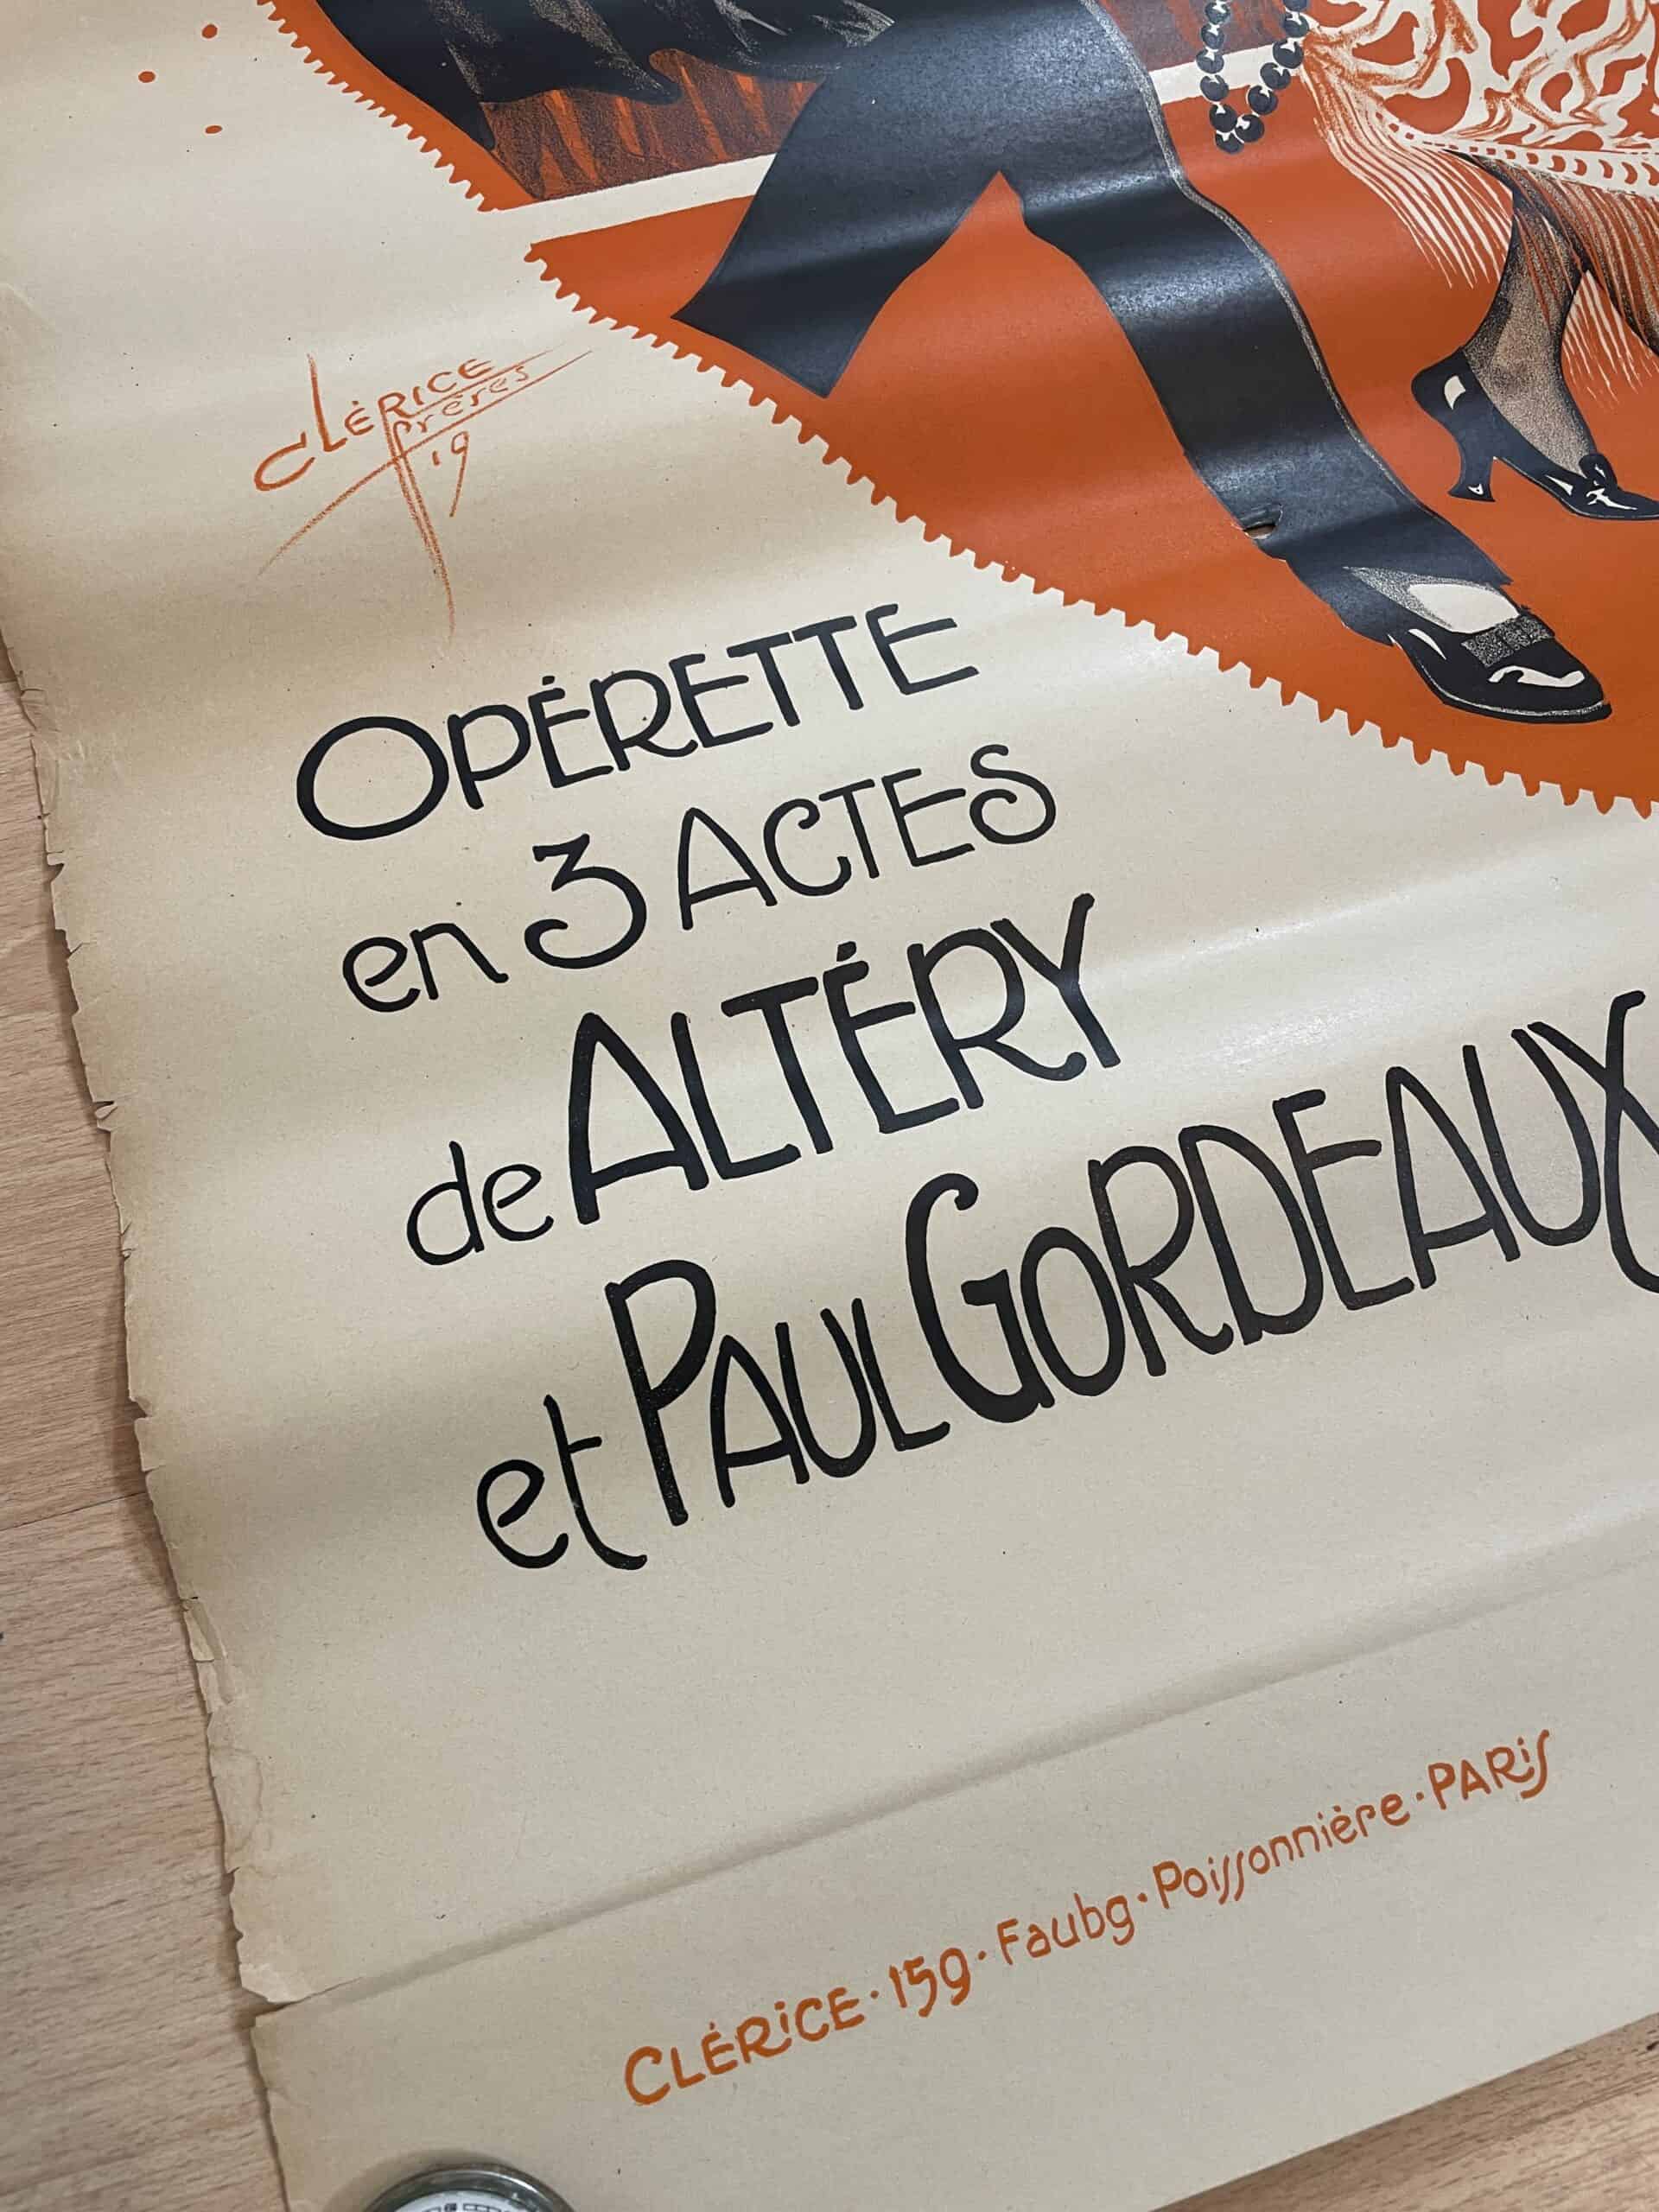 CLÉRICE
frères
19
OPÉRETTE
en 3 ACTES
de ALTÉRY
et PAUL GORDEAUX
CLÉRiCE · 159 · Faubg · Poissonnière · PARiS